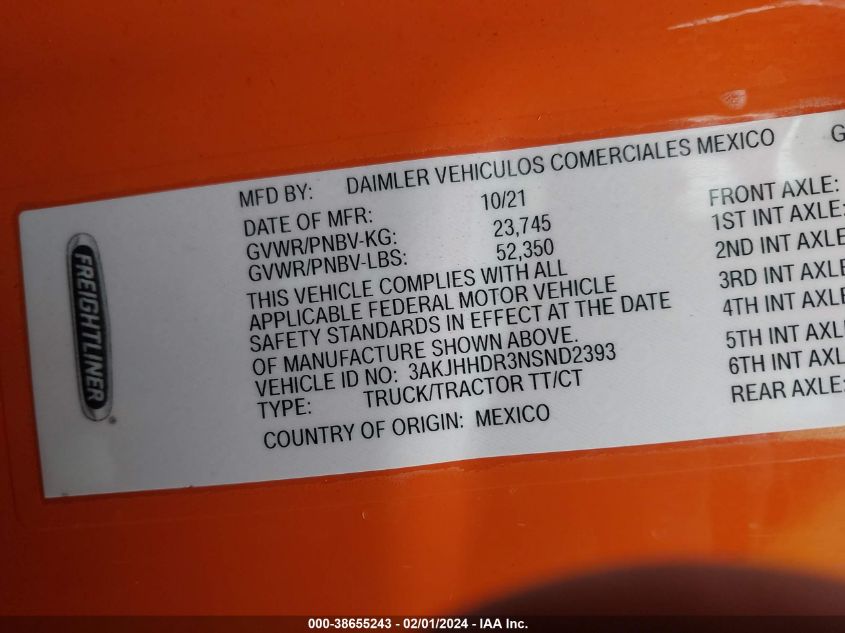 FREIGHTLINER
MFD BY: DAIMLER VEHICULOS COMERCIALES MEXICO G
DATE OF MFR: 10/21 FRONT AXLE:
GVWR/PNBV-KG: 23,745 1ST INT AXLE:
GVWR/PNBV-LBS: 52,350 2ND INT AXLE
THIS VEHICLE COMPLIES WITH ALL 3RD INT AXLE
APPLICABLE FEDERAL MOTOR VEHICLE 4TH INT AXLE
SAFETY STANDARDS IN EFFECT AT THE DATE
OF MANUFACTURE SHOWN ABOVE. 5TH INT AXL
VEHICLE ID NO: 3AKJHHDR3NSND2393 6TH INT AXL
TYPE: TRUCK/TRACTOR TT/CT REAR AXLE:
COUNTRY OF ORIGIN: MEXICO
000-38655243 - 02/01/2024 - IAA Inc.